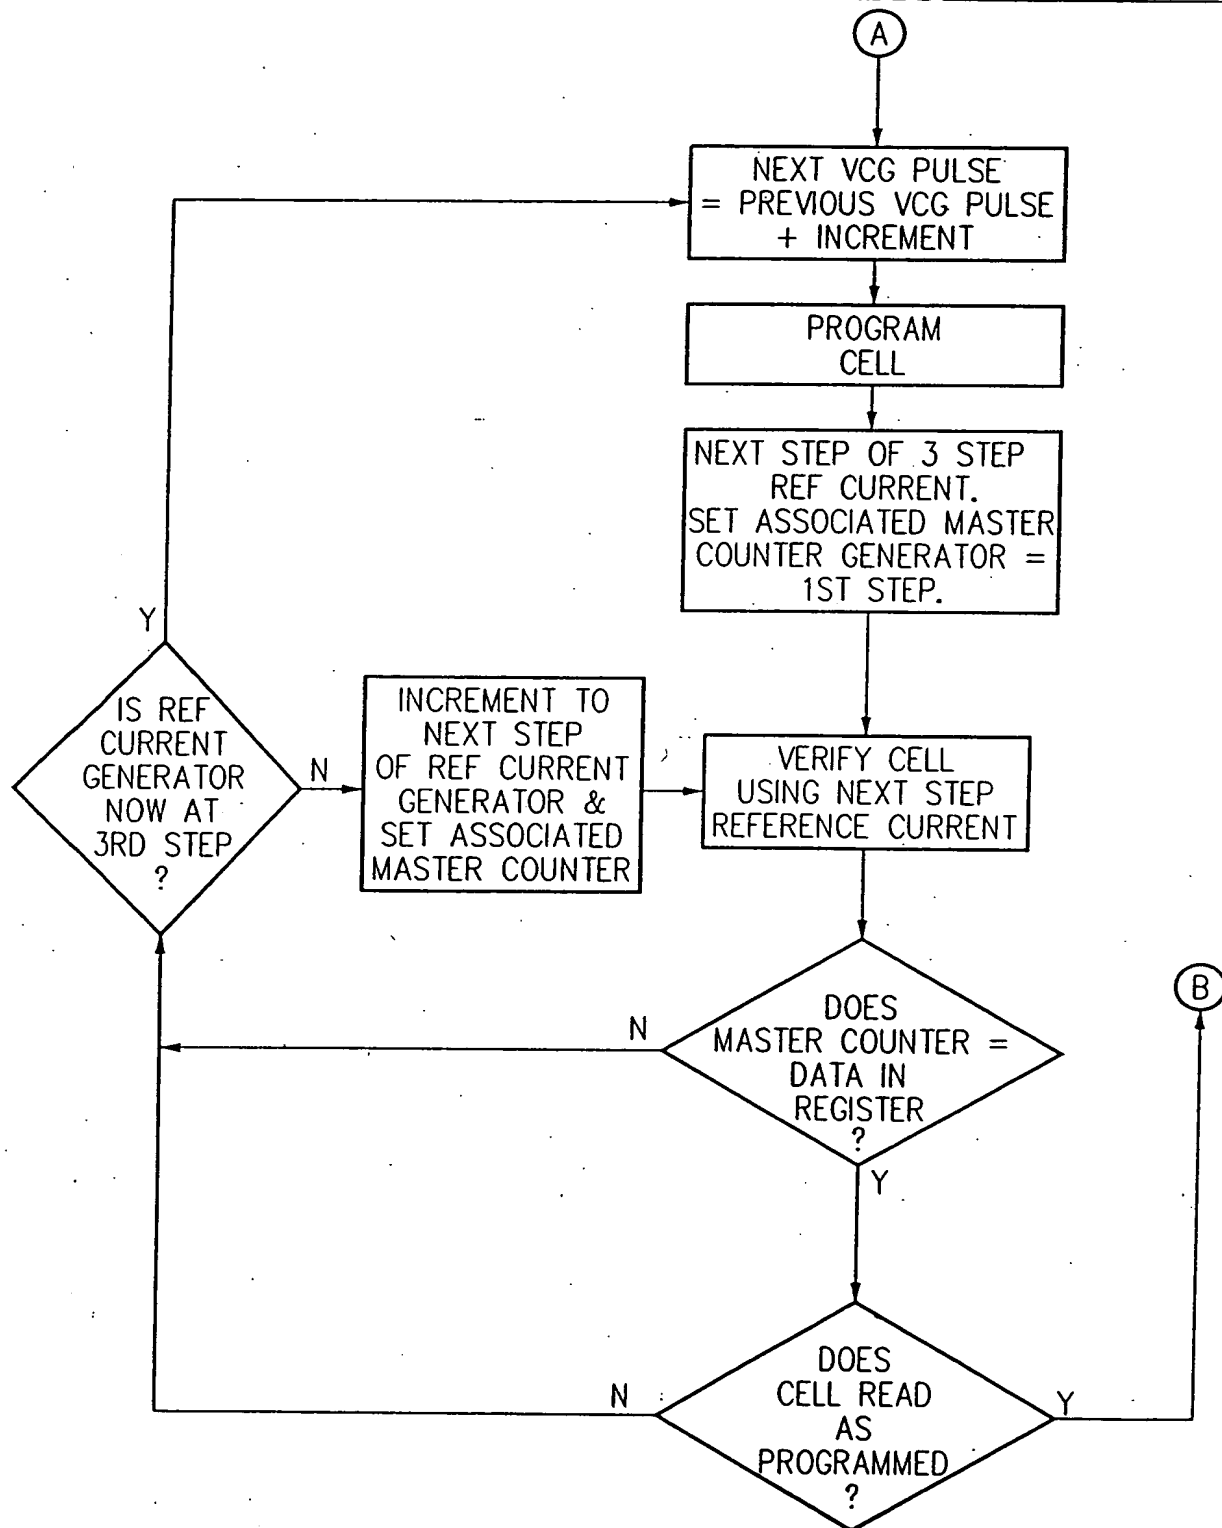 A
NEXT VCG PULSE
= PREVIOUS VCG PULSE
+ INCREMENT
PROGRAM
CELL
NEXT STEP OF 3 STEP
REF CURRENT.
SET ASSOCIATED MASTER
COUNTER GENERATOR =
1ST STEP.
Y
IS REF
CURRENT
GENERATOR
NOW AT
3RD STEP
?
N
INCREMENT TO
NEXT STEP
OF REF CURRENT
GENERATOR &
SET ASSOCIATED
MASTER COUNTER
VERIFY CELL
USING NEXT STEP
REFERENCE CURRENT
B
N
DOES
MASTER COUNTER =
DATA IN
REGISTER
?
Y
N
DOES
CELL READ
AS
PROGRAMMED
?
Y